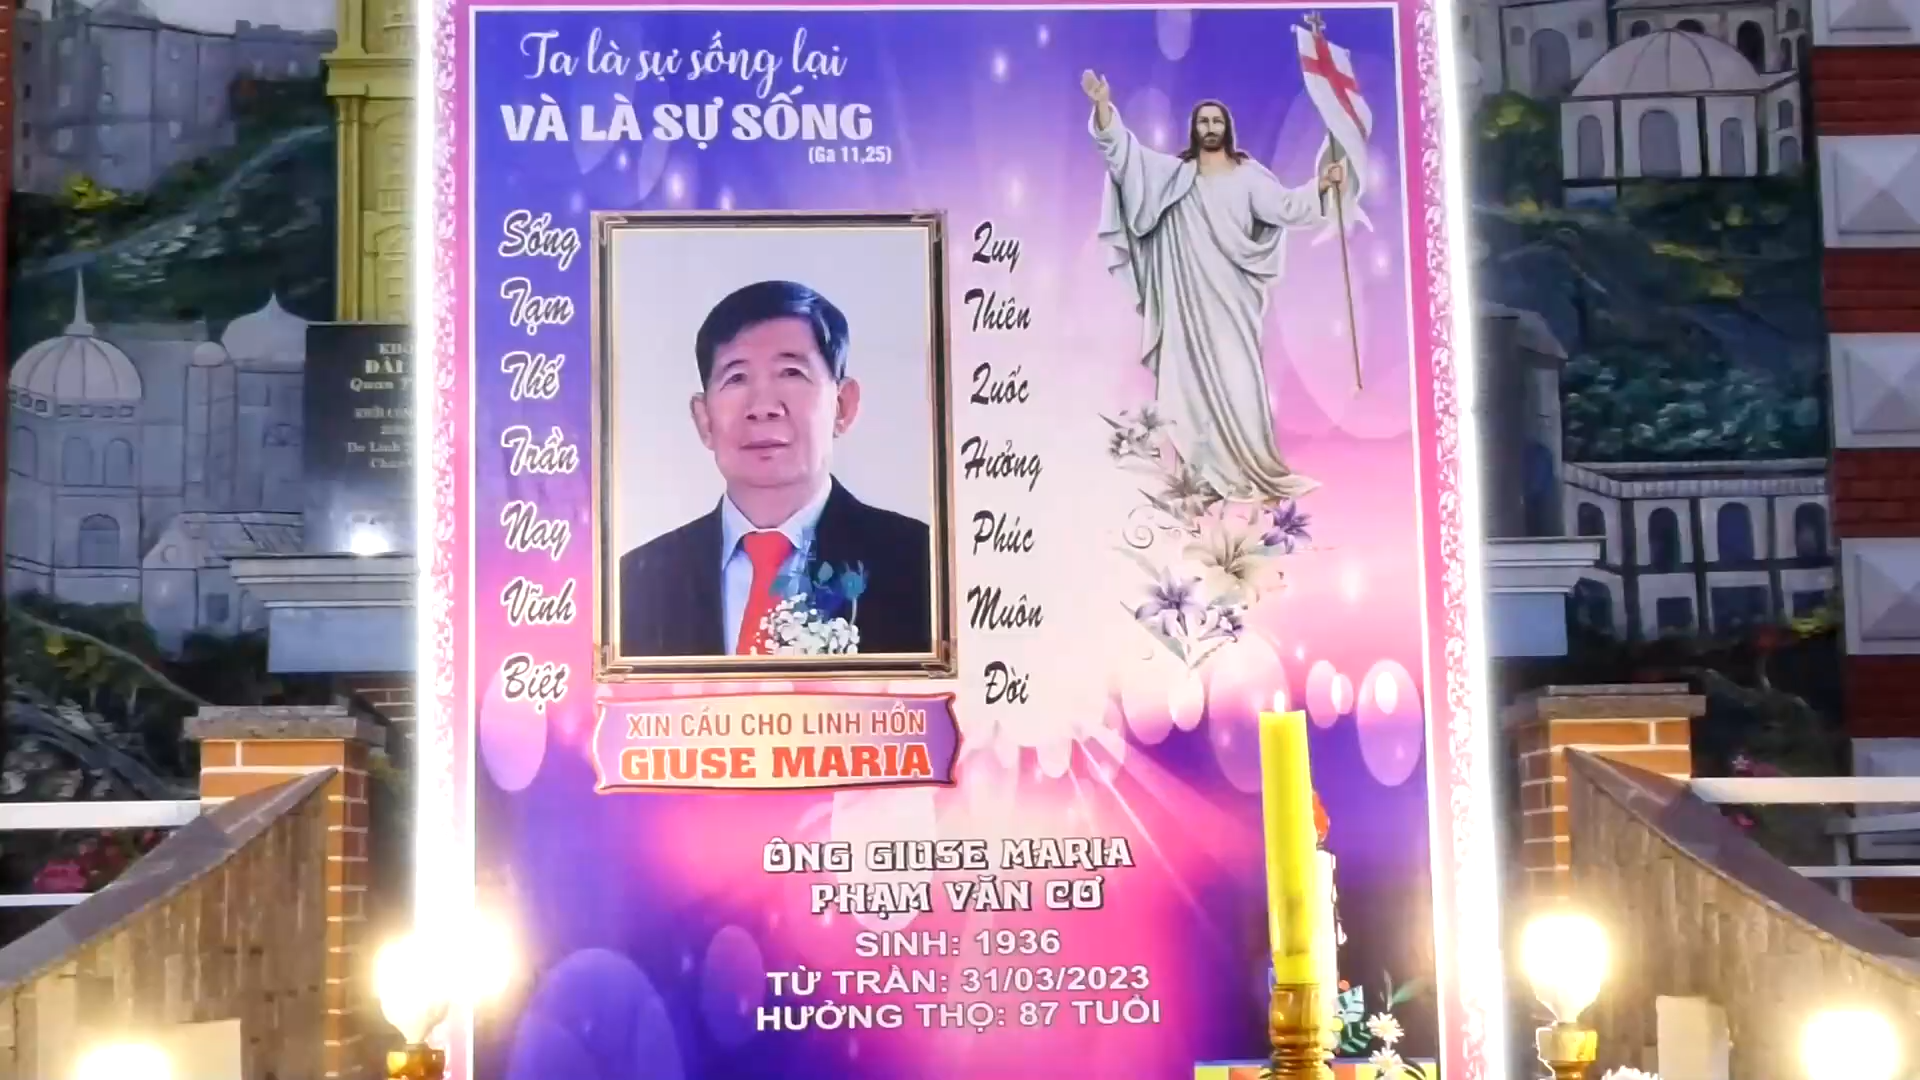 Ta là sự sống lại
VÀ LÀ SỰ SỐNG
(Ga 11,25)
Sống
Tạm
Thế
Trần
Nay
Vĩnh
Biệt
Quy
Thiên
Quốc
Hưởng
Phúc
Muôn
Đời
XIN CẦU CHO LINH HỒN
GIUSE MARIA
ÔNG GIUSE MARIA
PHẠM VĂN CƠ
SINH: 1936
TỪ TRẦN: 31/03/2023
HƯỞNG THỌ: 87 TUỔI